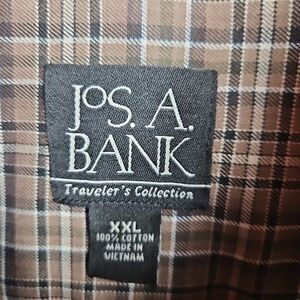 JOS. A.
BANK
Traveler's Collection
XXL
100% COTTON
MADE IN
VIETNAM